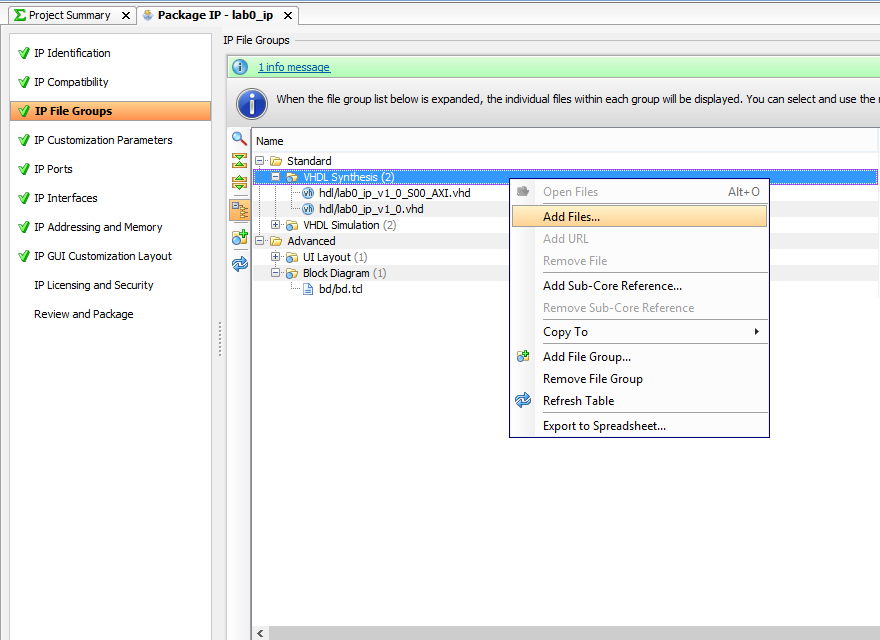 Project Summary × Package IP - lab0_ip ×
IP Identification
IP Compatibility
IP File Groups
IP Customization Parameters
IP Ports
IP Interfaces
IP Addressing and Memory
IP GUI Customization Layout
IP Licensing and Security
Review and Package
IP File Groups
1 info message
When the file group list below is expanded, the individual files within each group will be displayed. You can select and use the
Name
Standard
VHDL Synthesis (2)
hdl/lab0_ip_v1_0_S00_AXI.vhd
hdl/lab0_ip_v1_0.vhd
VHDL Simulation (2)
Advanced
UI Layout (1)
Block Diagram (1)
bd/bd.tcl
Open Files Alt+O
Add Files...
Add URL
Remove File
Add Sub-Core Reference...
Remove Sub-Core Reference
Copy To
Add File Group...
Remove File Group
Refresh Table
Export to Spreadsheet...